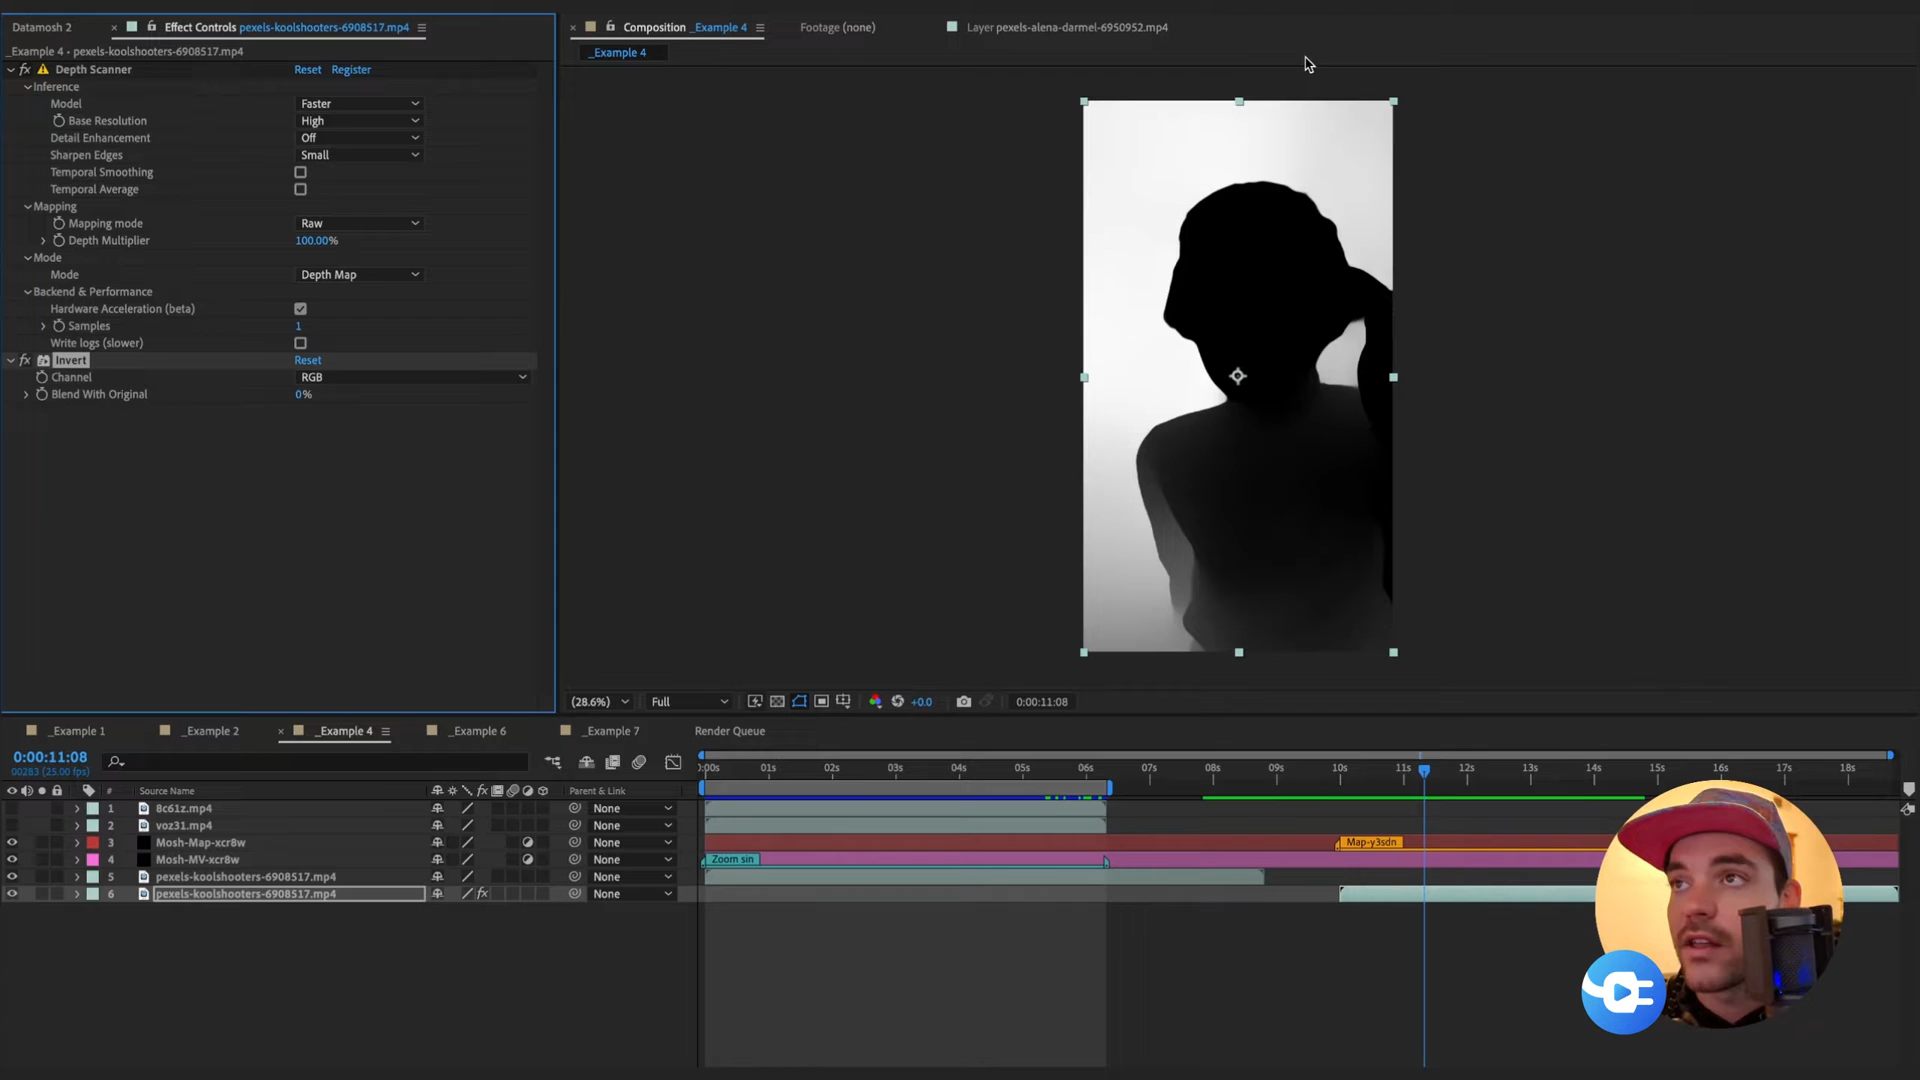 Datamosh 2
Effect Controls pexels-koolshooters-6908517.mp4
_Example 4 • pexels-koolshooters-6908517.mp4
fx Depth Scanner Reset Register
Inference
Model Faster
Base Resolution High
Detail Enhancement Off
Sharpen Edges Small
Temporal Smoothing
Temporal Average
Mapping
Mapping mode Raw
Depth Multiplier 100.00%
Mode
Mode Depth Map
Backend & Performance
Hardware Acceleration (beta)
Samples 1
Write logs (slower)
fx Invert Reset
Channel RGB
Blend With Original 0%
Composition _Example 4
Footage (none)
Layer pexels-alena-darmel-6950952.mp4
_Example 4
(28.6%) Full +0.0 0:00:11:08
_Example 1 _Example 2 _Example 4 _Example 6 _Example 7 Render Queue
0:00:11:08
00283 (25.00 fps)
):00s 01s 02s 03s 04s 05s 06s 07s 08s 09s 10s 11s 12s 13s 14s 15s 16s 17s 18s
# Source Name fx Parent & Link
1 8c61z.mp4 None
2 voz31.mp4 None
3 Mosh-Map-xcr8w None Map-y3sdn
4 Mosh-MV-xcr8w None Zoom sin
5 pexels-koolshooters-6908517.mp4 None
6 pexels-koolshooters-6908517.mp4 fx None